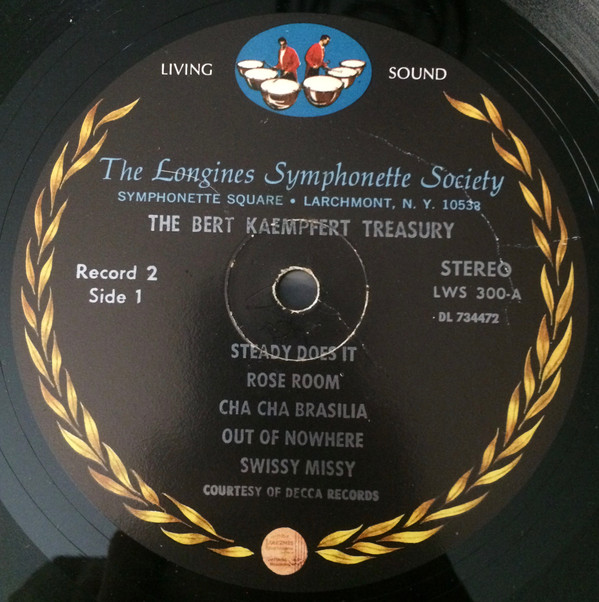 LIVING SOUND
The Longines Symphonette Society
SYMPHONETTE SQUARE • LARCHMONT, N. Y. 10538
THE BERT KAEMPFERT TREASURY
Record 2
Side 1
STEREO
LWS 300-A
DL 734472
STEADY DOES IT
ROSE ROOM
CHA CHA BRASILIA
OUT OF NOWHERE
SWISSY MISSY
COURTESY OF DECCA RECORDS